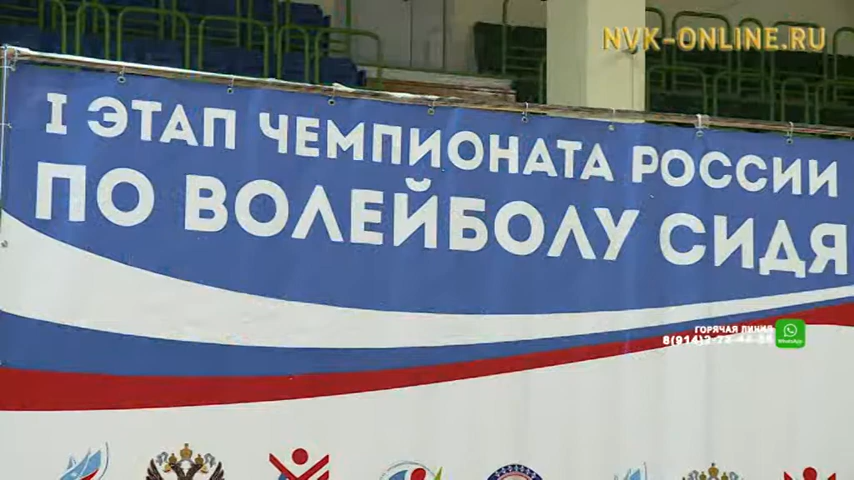 NVK-ONLINE.RU
I ЭТАП ЧЕМПИОНАТА РОССИИ
ПО ВОЛЕЙБОЛУ СИДЯ
ГОРЯЧАЯ ЛИНИЯ
WhatsApp